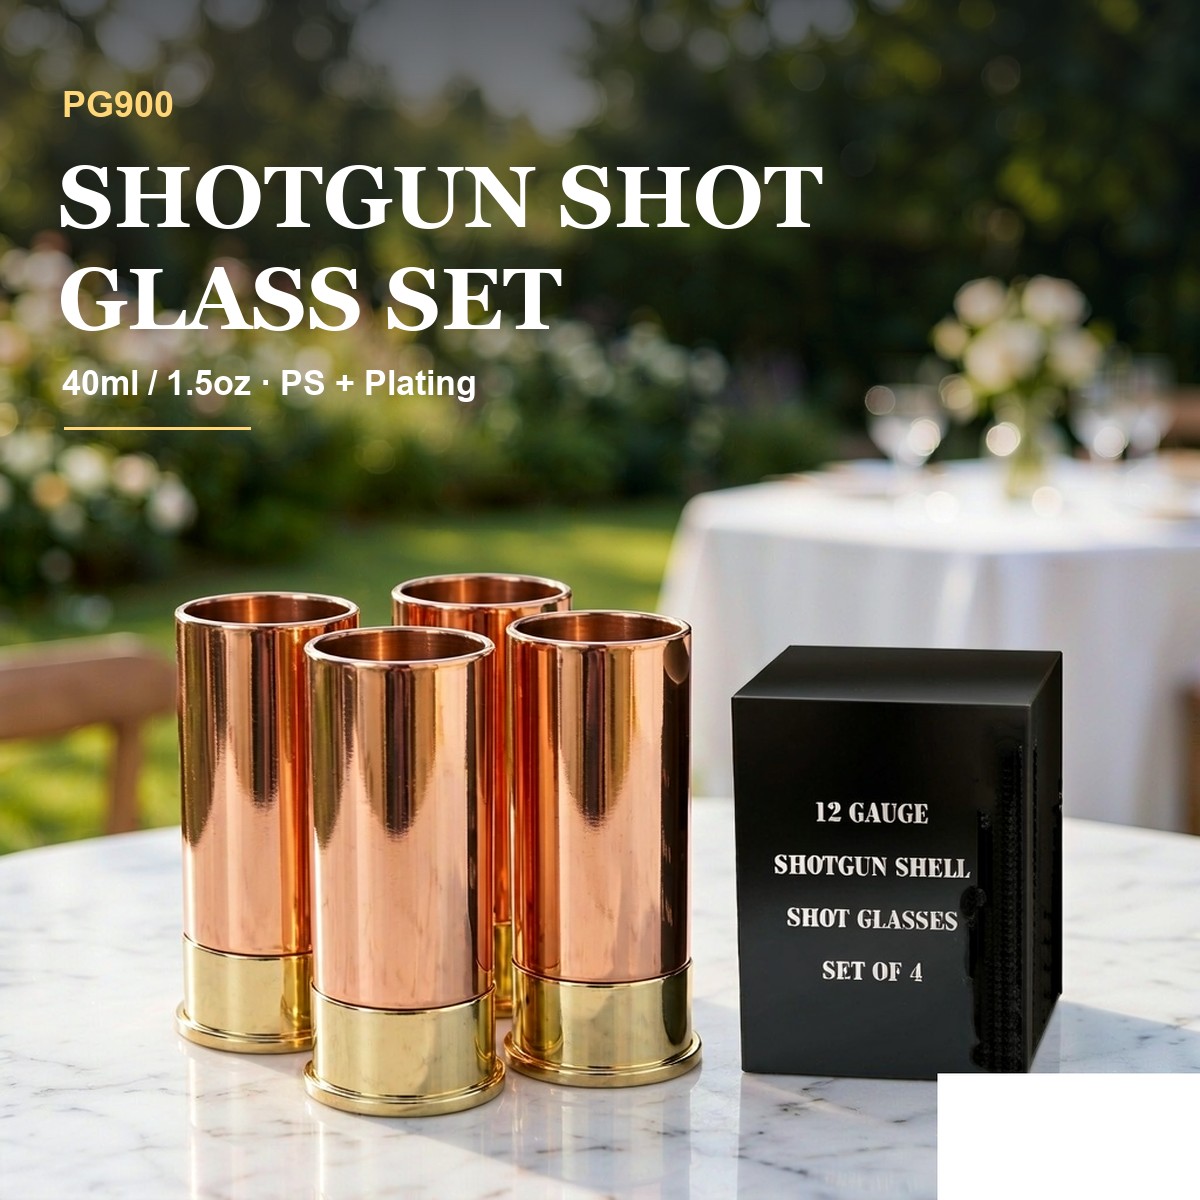 PG900
SHOTGUN SHOT
GLASS SET
40ml / 1.5oz · PS + Plating
12 GAUGE
SHOTGUN SHELL
SHOT GLASSES
SET OF 4